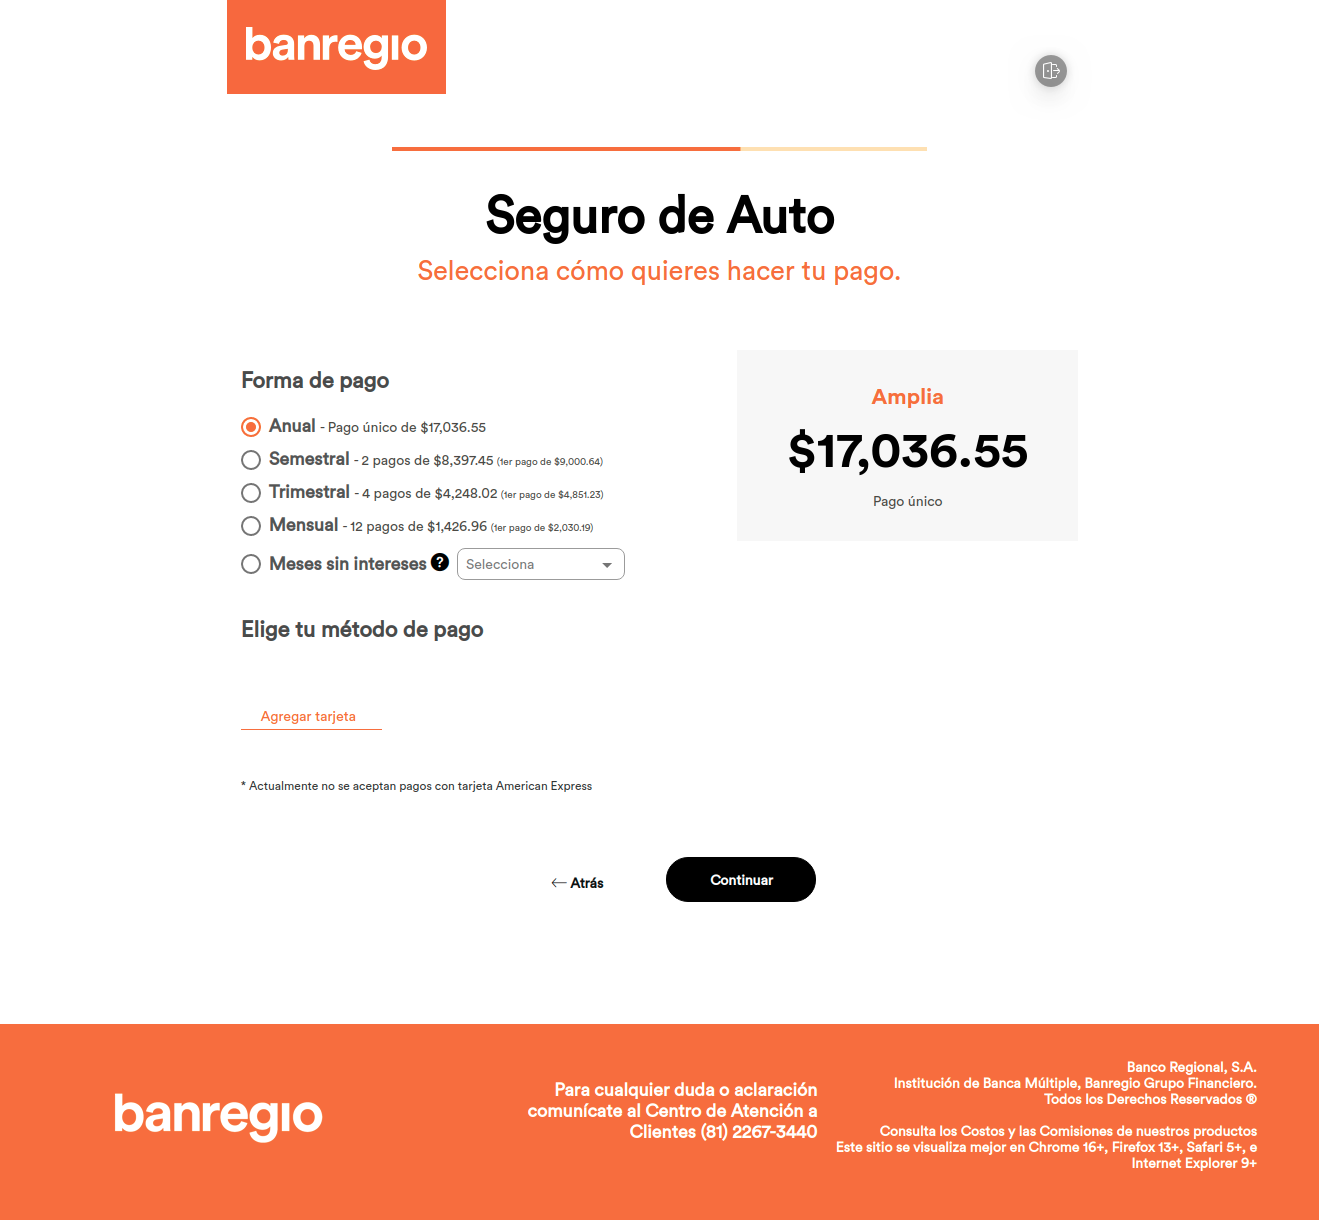 banregio
Seguro de Auto
Selecciona cómo quieres hacer tu pago.
Forma de pago
Anual - Pago único de $17,036.55
Semestral - 2 pagos de $8,397.45 (1er pago de $9,000.64)
Trimestral - 4 pagos de $4,248.02 (1er pago de $4,851.23)
Mensual - 12 pagos de $1,426.96 (1er pago de $2,030.19)
Meses sin intereses ? Selecciona
Amplia
$17,036.55
Pago único
Elige tu método de pago
Agregar tarjeta
* Actualmente no se aceptan pagos con tarjeta American Express
Atrás
Continuar
banregio
Para cualquier duda o aclaración
comunícate al Centro de Atención a
Clientes (81) 2267-3440
Banco Regional, S.A.
Institución de Banca Múltiple, Banregio Grupo Financiero.
Todos los Derechos Reservados ®
Consulta los Costos y las Comisiones de nuestros productos
Este sitio se visualiza mejor en Chrome 16+, Firefox 13+, Safari 5+, e
Internet Explorer 9+